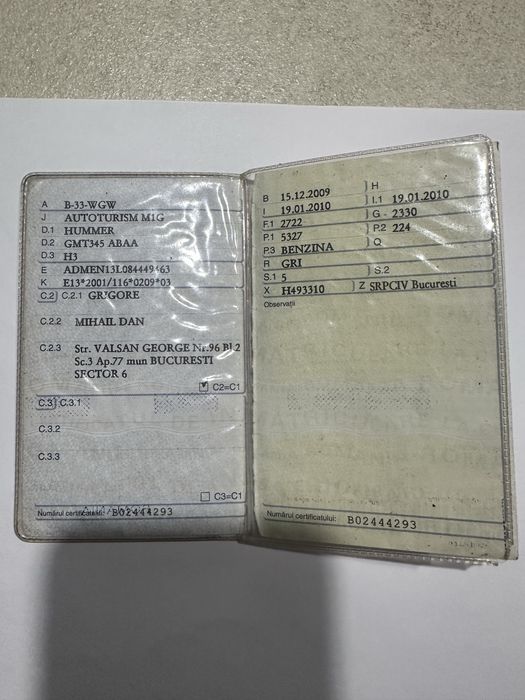 A B-33-WGW
J AUTOTURISM M1G
D.1 HUMMER
D.2 GMT345 ABAA
D.3 H3
E ADMEN13L084449463
K E13*2001/116*0209*03
C.2 C.2.1 GRIGORE
C.2.2 MIHAIL DAN
C.2.3 Str. VALSAN GEORGE Nr.96 Bl.2
Sc.3 Ap.77 mun BUCURESTI
SECTOR 6
C2=C1
C.3 C.3.1
C.3.2
C.3.3
C3=C1
Numărul certificatului: B02444293
B 15.12.2009 H
I 19.01.2010 I.1 19.01.2010
F.1 2722 G - 2330
P.1 5327 P.2 224
P.3 BENZINA Q
R GRI
S.1 5 S.2
X H493310 Z SRPCIV Bucuresti
Observaţii
Numărul certificatului: B02444293